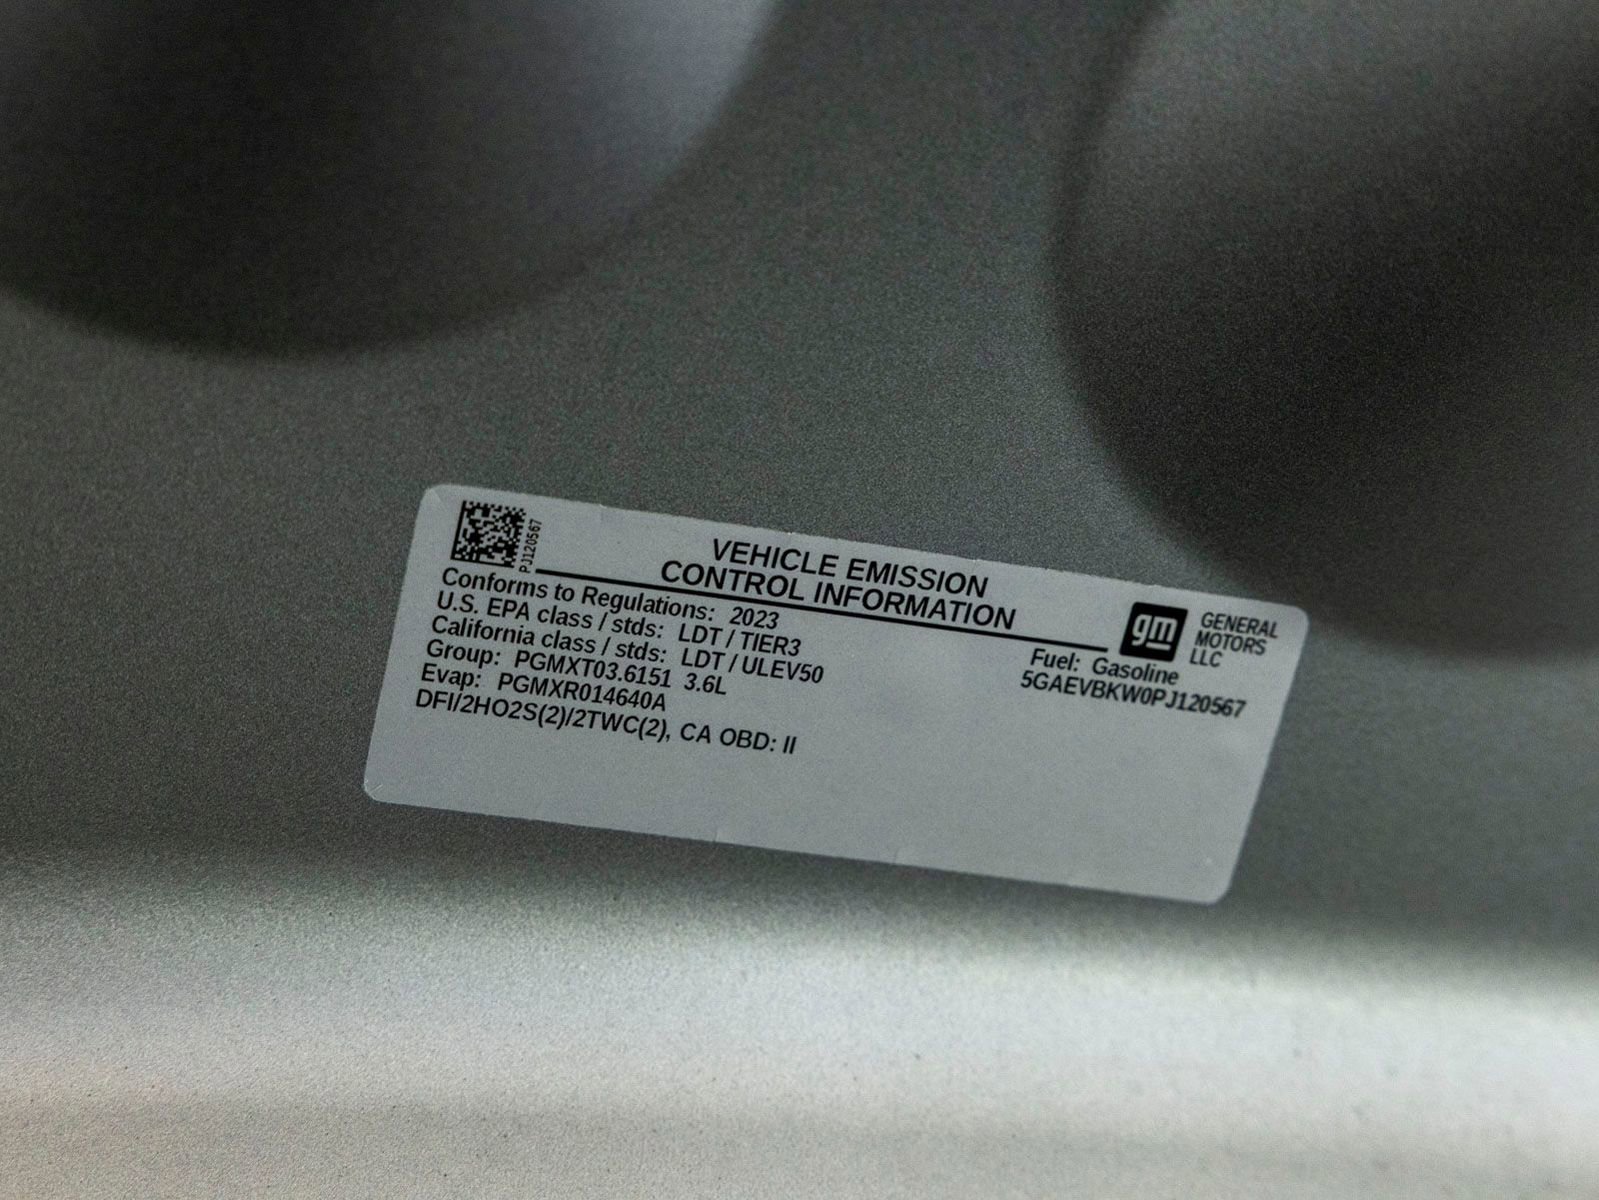 PJ120567
VEHICLE EMISSION
CONTROL INFORMATION
gm
GENERAL
MOTORS
LLC
Conforms to Regulations: 2023
U.S. EPA class / stds: LDT / TIER3
California class / stds: LDT / ULEV50
Group: PGMXT03.6151 3.6L
Evap: PGMXR014640A
DFI/2HO2S(2)/2TWC(2), CA OBD: II
Fuel: Gasoline
5GAEVBKW0PJ120567